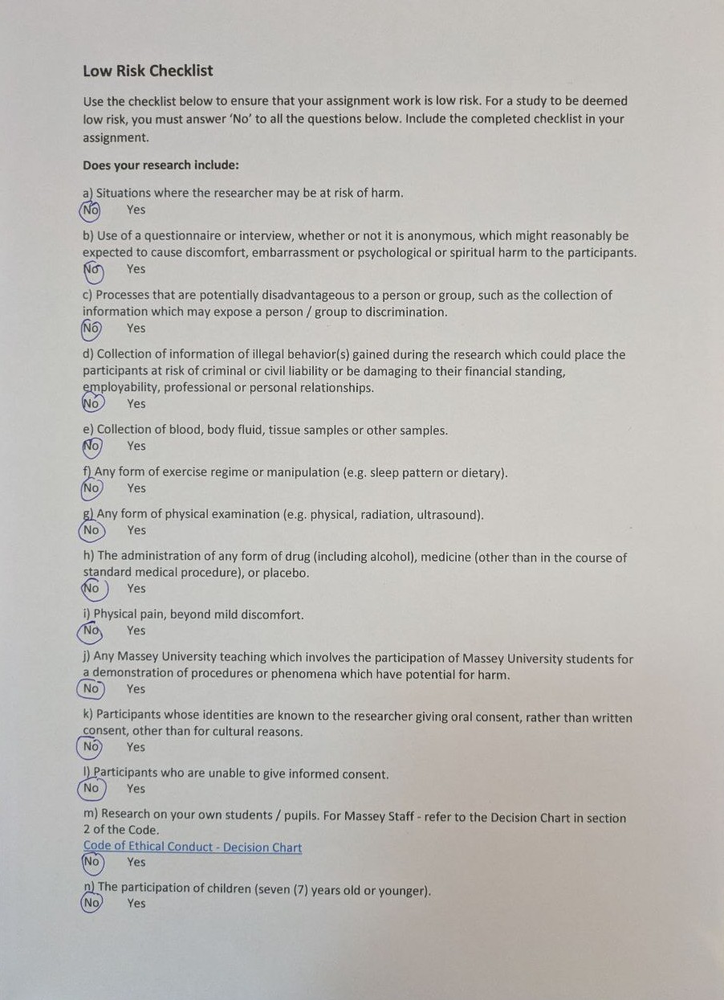 Low Risk Checklist
Use the checklist below to ensure that your assignment work is low risk. For a study to be deemed
low risk, you must answer ‘No’ to all the questions below. Include the completed checklist in your
assignment.
Does your research include:
a) Situations where the researcher may be at risk of harm.
No Yes
b) Use of a questionnaire or interview, whether or not it is anonymous, which might reasonably be
expected to cause discomfort, embarrassment or psychological or spiritual harm to the participants.
No Yes
c) Processes that are potentially disadvantageous to a person or group, such as the collection of
information which may expose a person / group to discrimination.
No Yes
d) Collection of information of illegal behavior(s) gained during the research which could place the
participants at risk of criminal or civil liability or be damaging to their financial standing,
employability, professional or personal relationships.
No Yes
e) Collection of blood, body fluid, tissue samples or other samples.
No Yes
f) Any form of exercise regime or manipulation (e.g. sleep pattern or dietary).
No Yes
g) Any form of physical examination (e.g. physical, radiation, ultrasound).
No Yes
h) The administration of any form of drug (including alcohol), medicine (other than in the course of
standard medical procedure), or placebo.
No Yes
i) Physical pain, beyond mild discomfort.
No Yes
j) Any Massey University teaching which involves the participation of Massey University students for
a demonstration of procedures or phenomena which have potential for harm.
No Yes
k) Participants whose identities are known to the researcher giving oral consent, rather than written
consent, other than for cultural reasons.
No Yes
l) Participants who are unable to give informed consent.
No Yes
m) Research on your own students / pupils. For Massey Staff - refer to the Decision Chart in section
2 of the Code.
Code of Ethical Conduct - Decision Chart
No Yes
n) The participation of children (seven (7) years old or younger).
No Yes